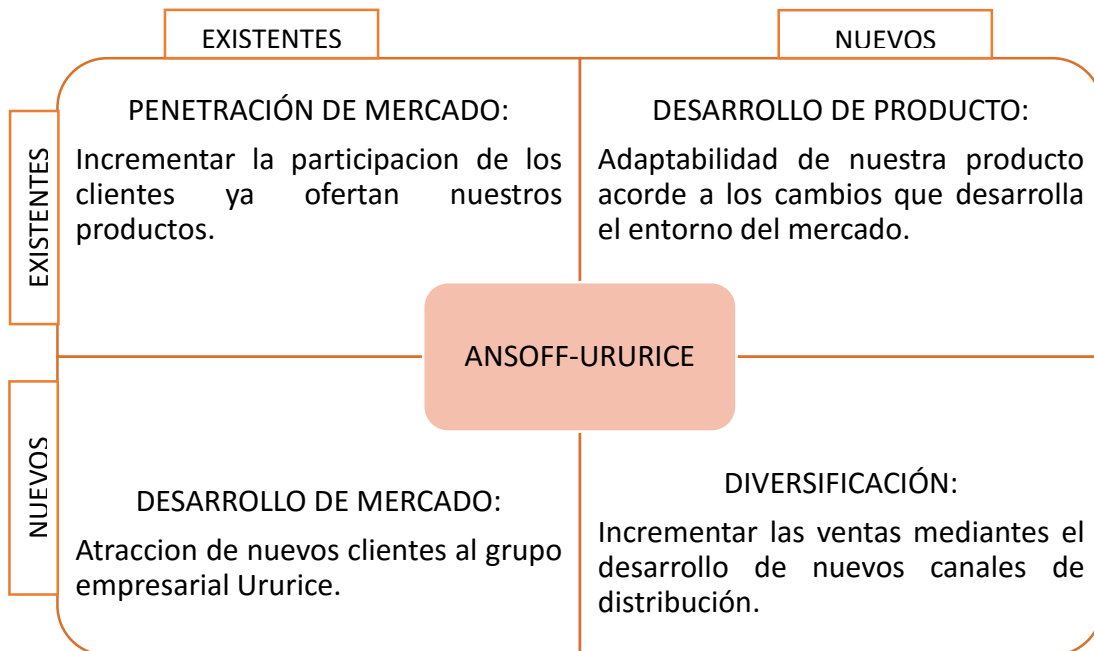 EXISTENTES
NUEVOS
EXISTENTES
PENETRACIÓN DE MERCADO:
Incrementar la participacion de los
clientes ya ofertan nuestros
productos.
DESARROLLO DE PRODUCTO:
Adaptabilidad de nuestra producto
acorde a los cambios que desarrolla
el entorno del mercado.
ANSOFF-URURICE
NUEVOS
DESARROLLO DE MERCADO:
Atraccion de nuevos clientes al grupo
empresarial Ururice.
DIVERSIFICACIÓN:
Incrementar las ventas mediantes el
desarrollo de nuevos canales de
distribución.